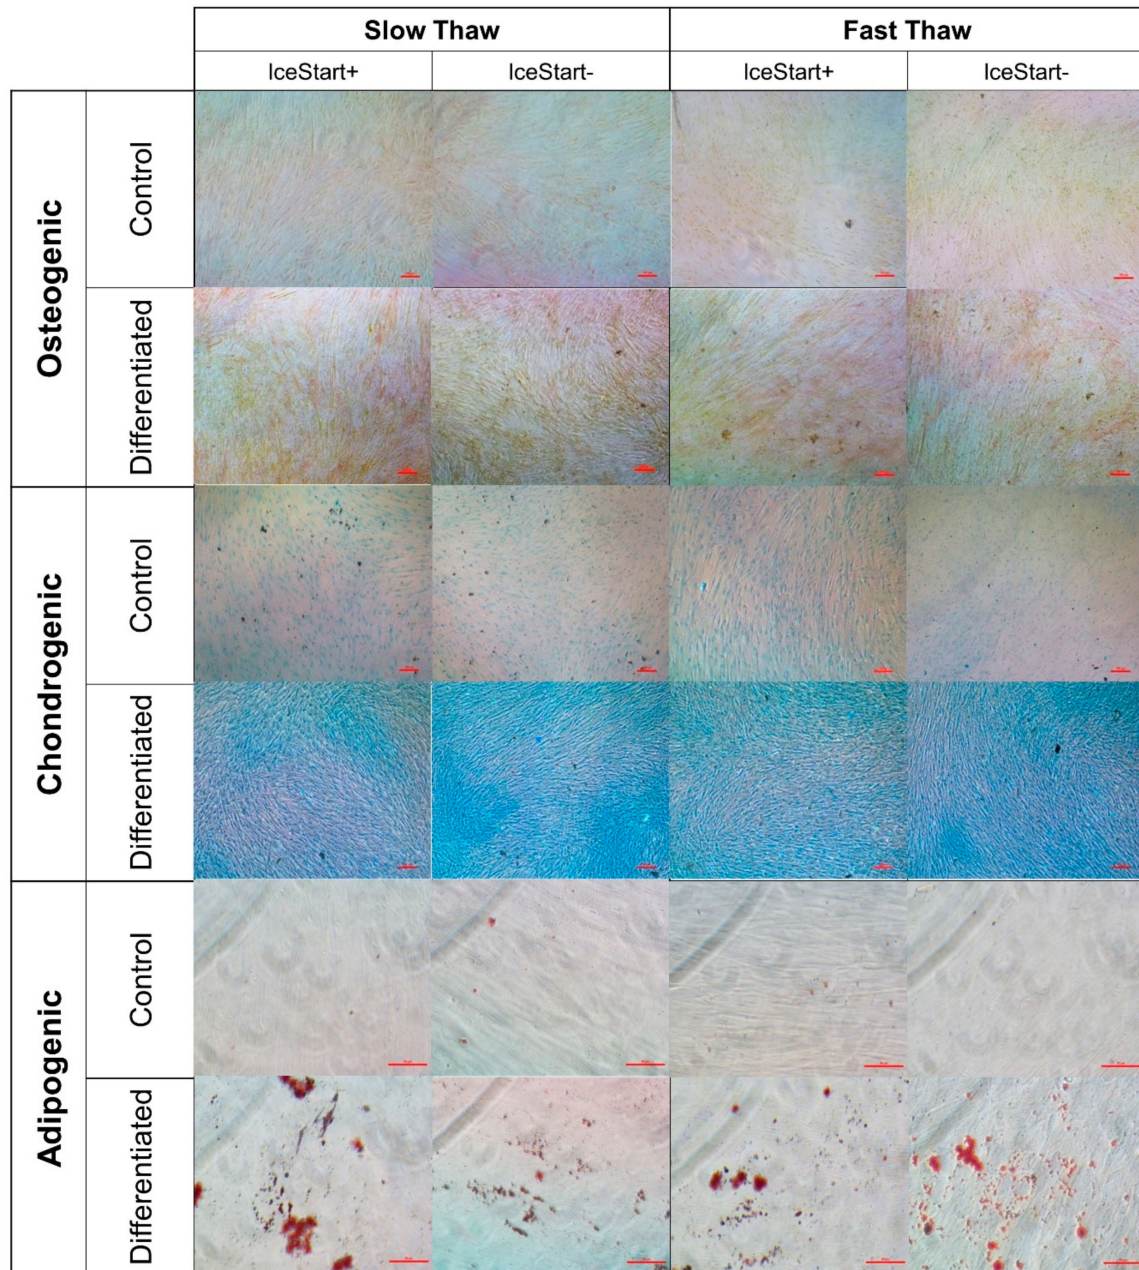 Slow Thaw Fast Thaw
IceStart+ IceStart- IceStart+ IceStart-
Osteogenic
Control
Differentiated
Chondrogenic
Control
Differentiated
Adipogenic
Control
Differentiated